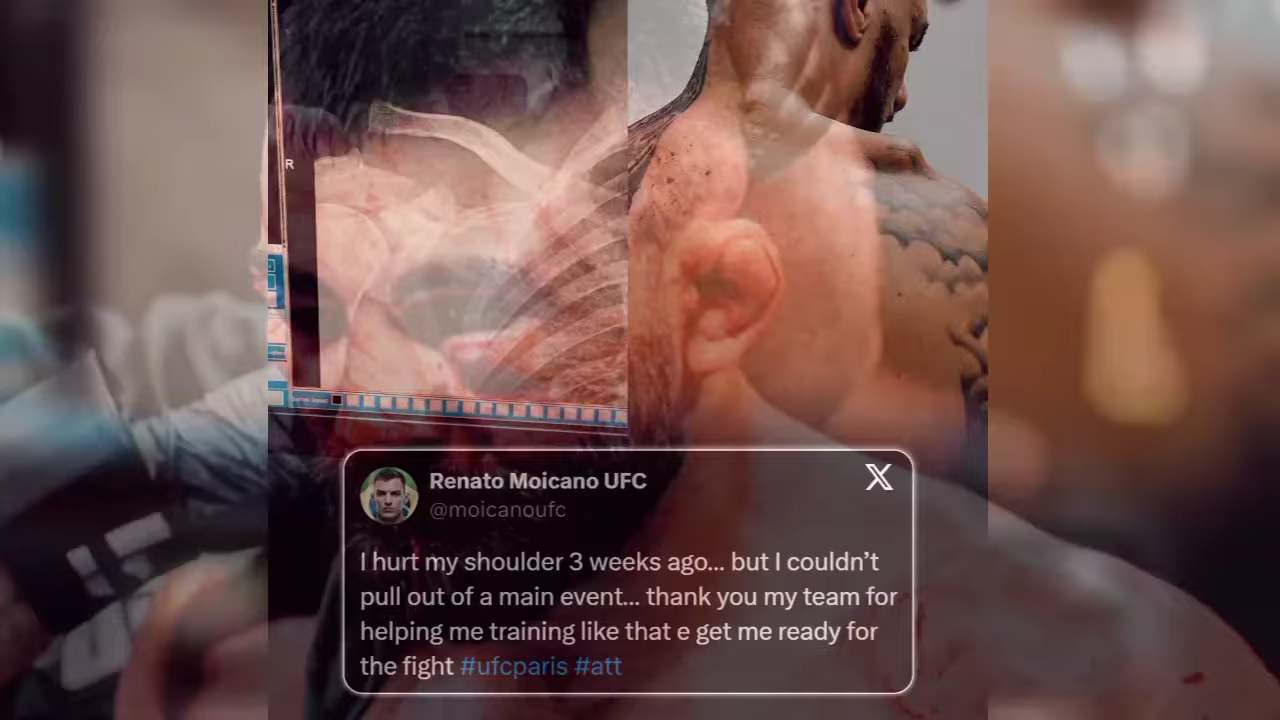 R
Renato Moicano UFC
@moicanoufc
I hurt my shoulder 3 weeks ago... but I couldn’t
pull out of a main event... thank you my team for
helping me training like that e get me ready for
the fight #ufcparis #att